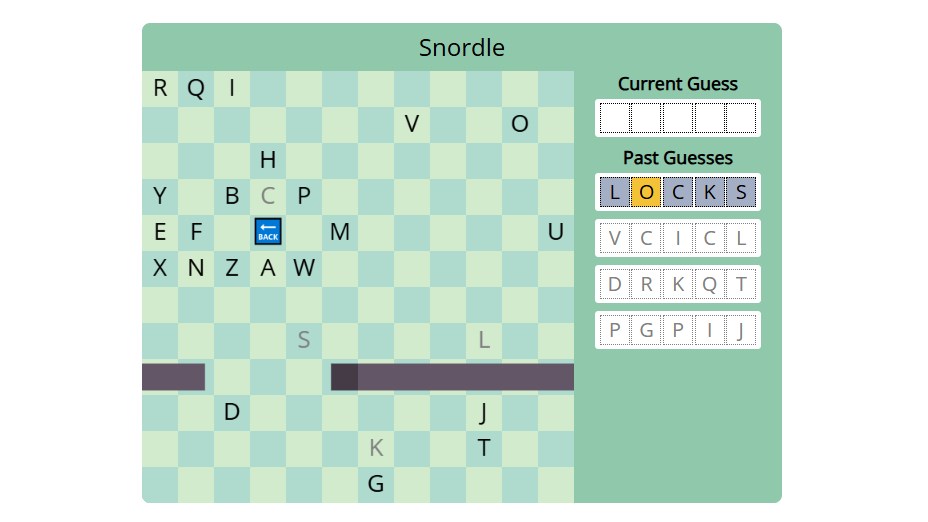 Snordle
R Q I
V O
H
Y B C P
E F BACK M U
X N Z A W
S L
D J
K T
G
Current Guess
Past Guesses
L O C K S
V C I C L
D R K Q T
P G P I J